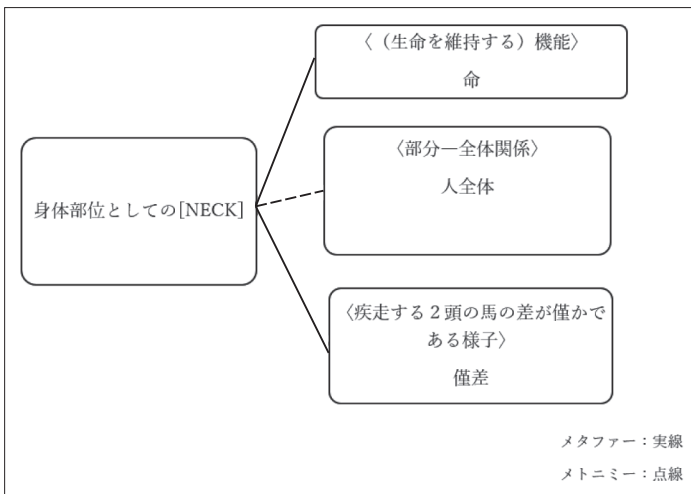 〈（生命を維持する）機能〉
命
〈部分―全体関係〉
人全体
身体部位としての[NECK]
〈疾走する２頭の馬の差が僅かで
ある様子〉
僅差
メタファー：実線
メトニミー：点線